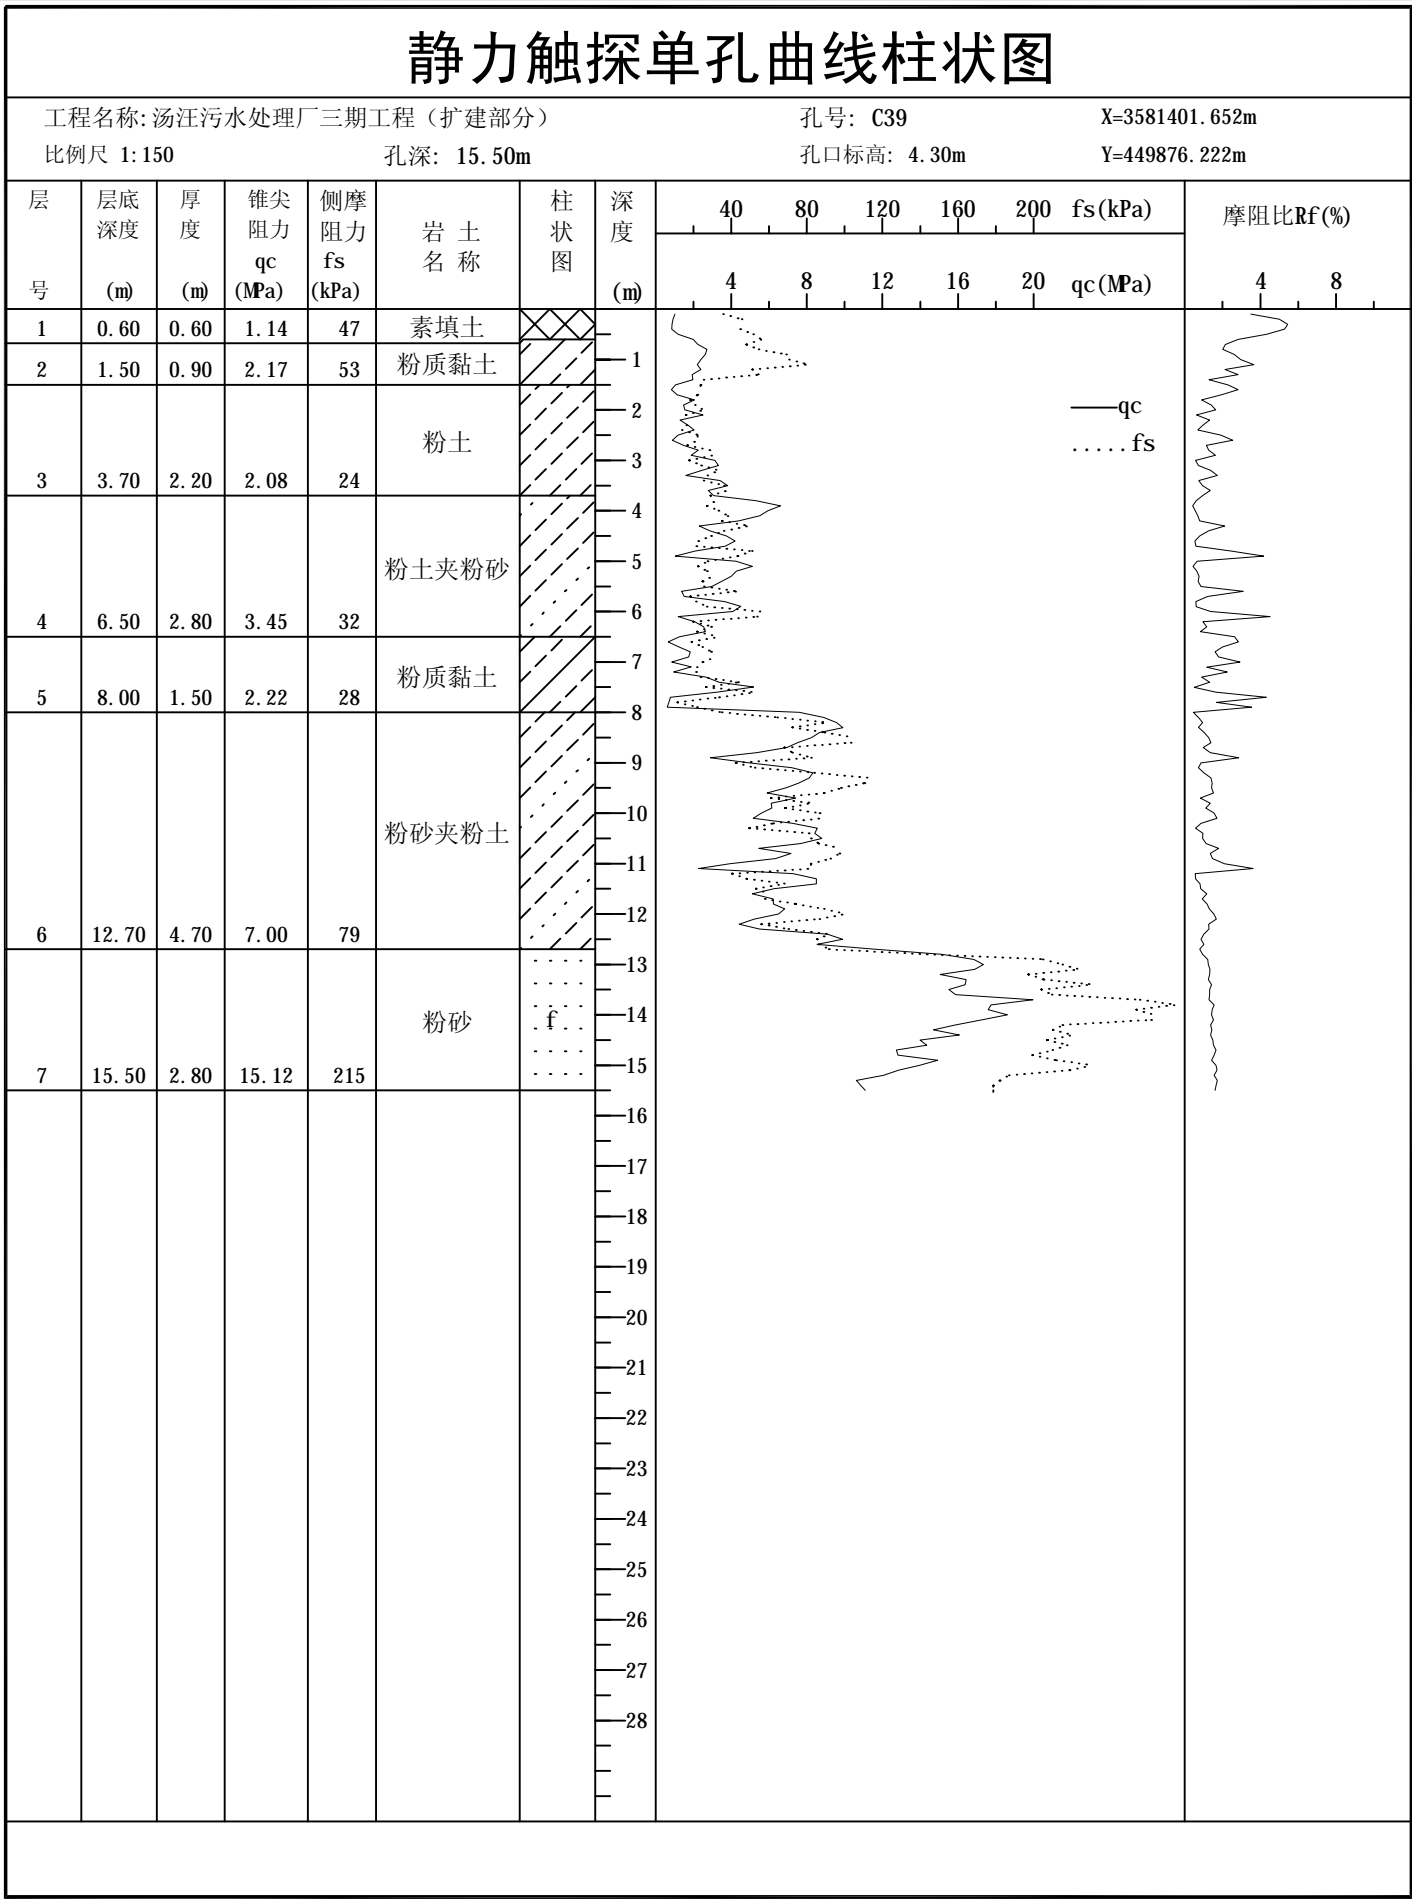 静力触探单孔曲线柱状图
工程名称:汤汪污水处理厂三期工程（扩建部分） 孔号: C39 X=3581401.652m
比例尺 1:150 孔深: 15.50m 孔口标高: 4.30m Y=449876.222m
层号 层底深度(m) 厚度(m) 锥尖阻力qc(MPa) 侧摩阻力fs(kPa) 岩土名称 柱状图 深度(m)
40 80 120 160 200 fs(kPa)
4 8 12 16 20 qc(MPa)
摩阻比Rf(%)
4 8
1 0.60 0.60 1.14 47 素填土
2 1.50 0.90 2.17 53 粉质黏土
3 3.70 2.20 2.08 24 粉土
4 6.50 2.80 3.45 32 粉土夹粉砂
5 8.00 1.50 2.22 28 粉质黏土
6 12.70 4.70 7.00 79 粉砂夹粉土
7 15.50 2.80 15.12 215 粉砂
f
1
2
3
4
5
6
7
8
9
10
11
12
13
14
15
16
17
18
19
20
21
22
23
24
25
26
27
28
qc
fs